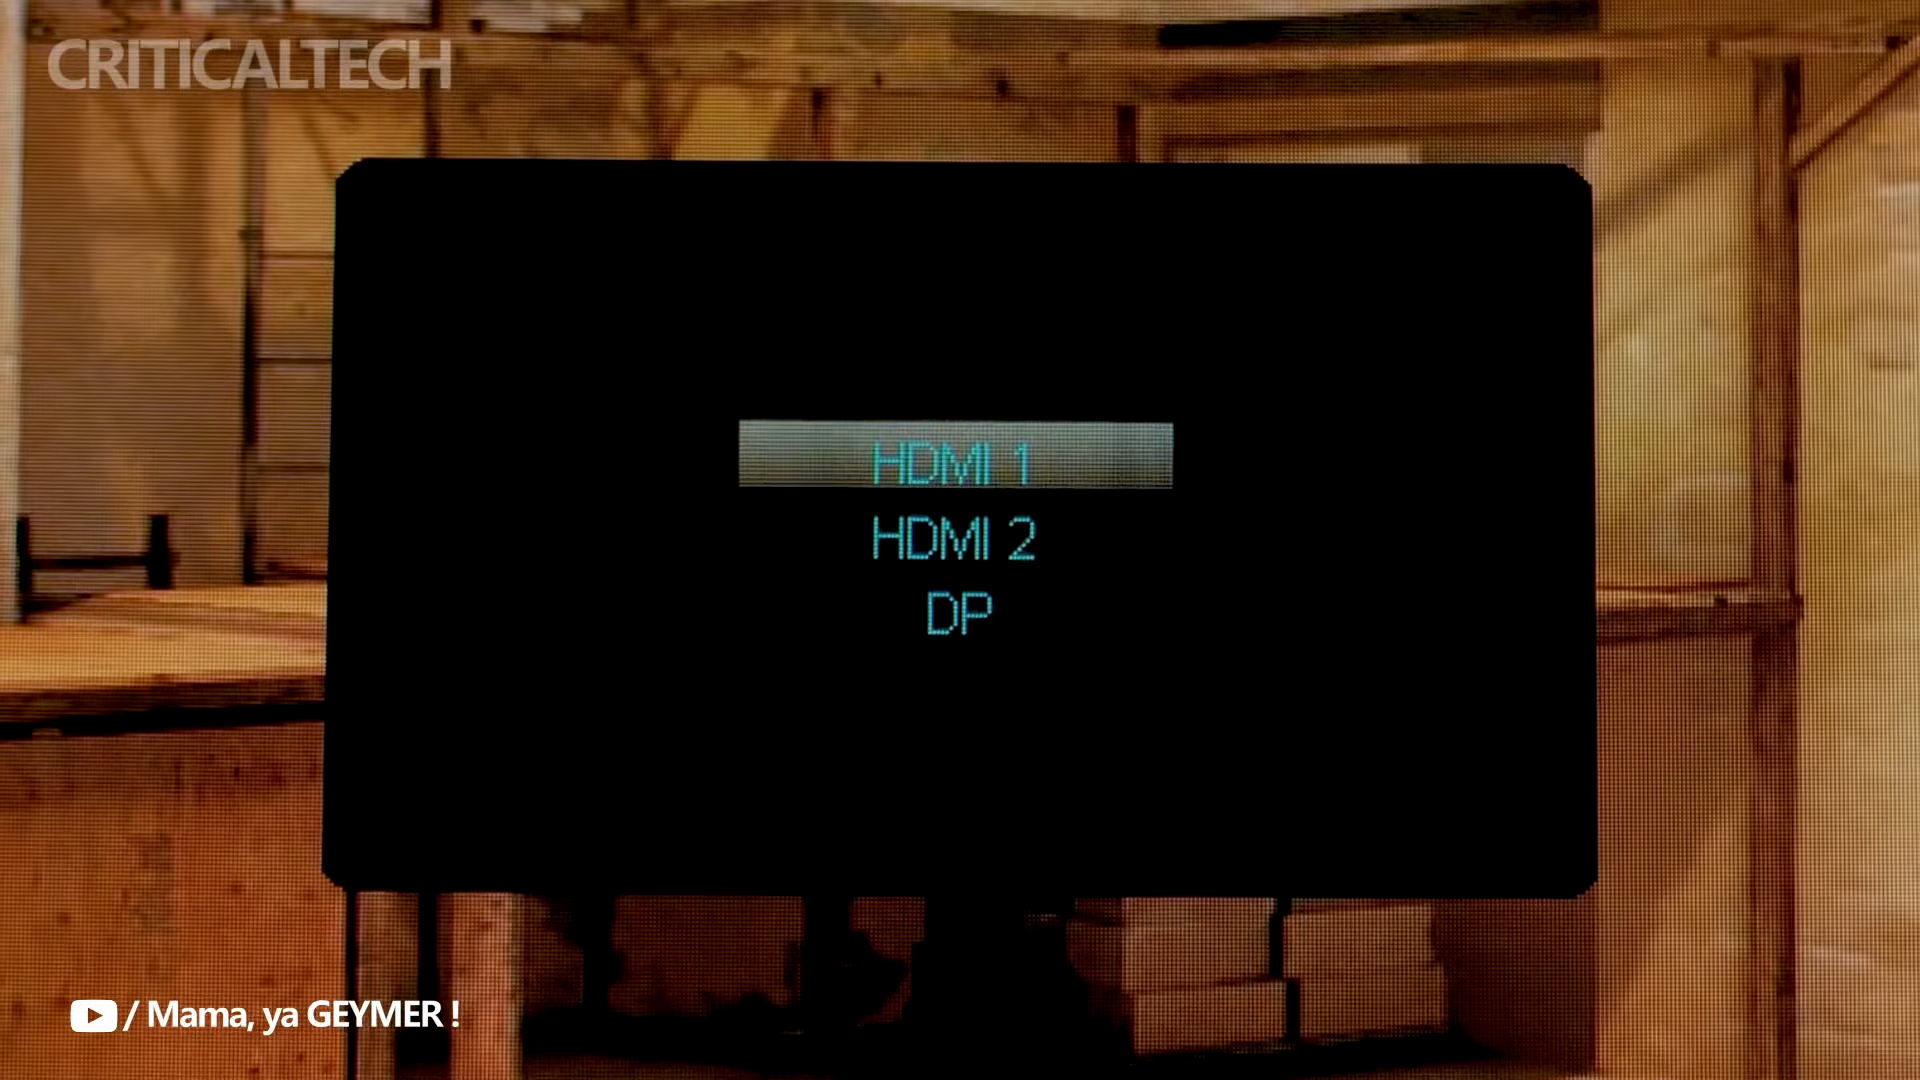 CRITICALTECH
HDMI 1
HDMI 2
DP
/ Mama, ya GEYMER !